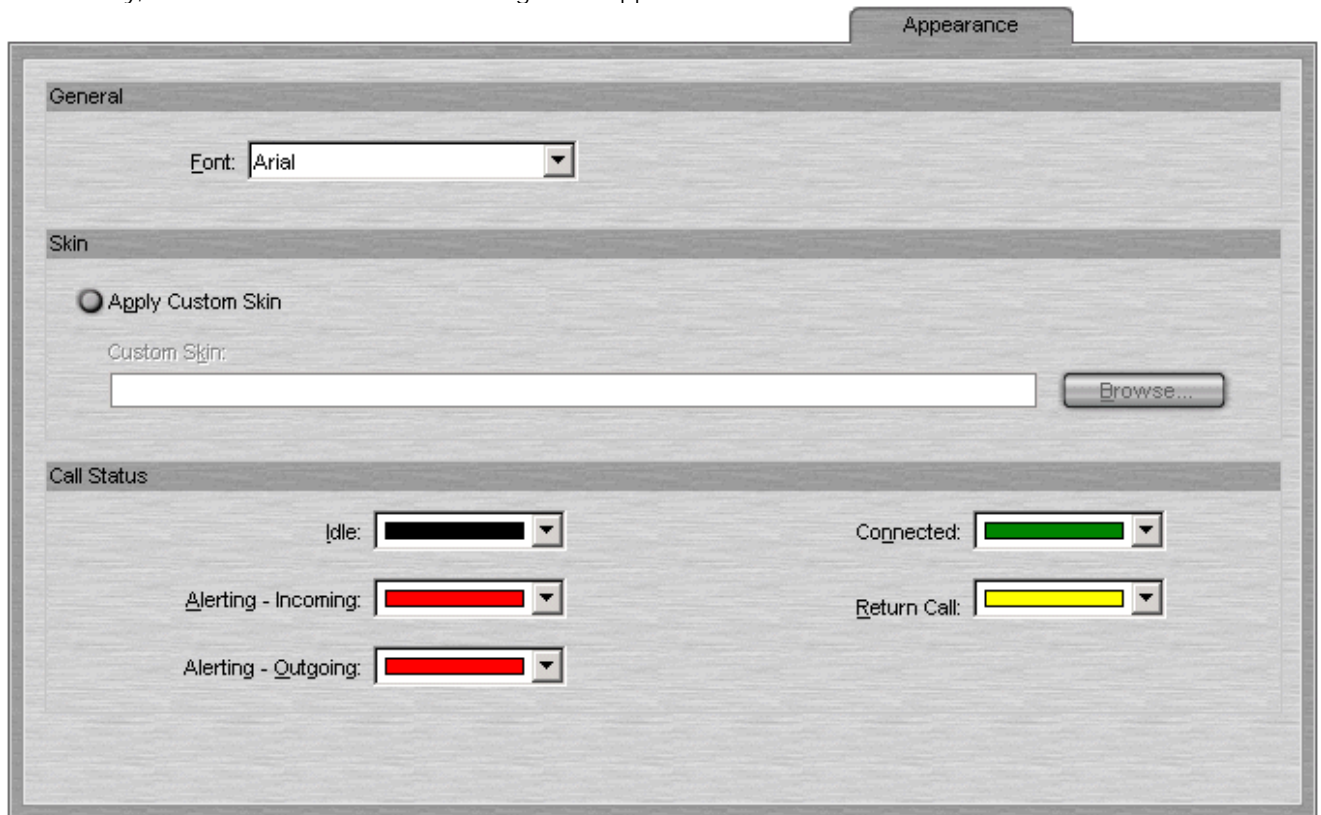 Appearance
General
Font: Arial
Skin
Apply Custom Skin
Custom Skin:
Browse...
Call Status
Idle:
Connected:
Alerting - Incoming:
Return Call:
Alerting - Outgoing: